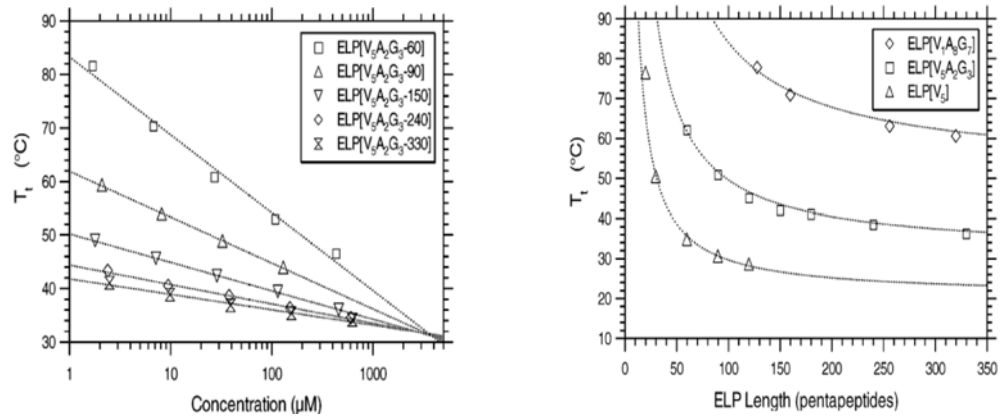 90
80
70
60
50
40
30
T_t (°C)
1 10 100 1000
Concentration (µM)
ELP[V₅A₂G₃-60]
ELP[V₅A₂G₃-90]
ELP[V₅A₂G₃-150]
ELP[V₅A₂G₃-240]
ELP[V₅A₂G₃-330]
90
80
70
60
50
40
30
20
10
T_t (°C)
0 50 100 150 200 250 300 350
ELP Length (pentapeptides)
ELP[V₁A₈G₇]
ELP[V₅A₂G₃]
ELP[V₅]